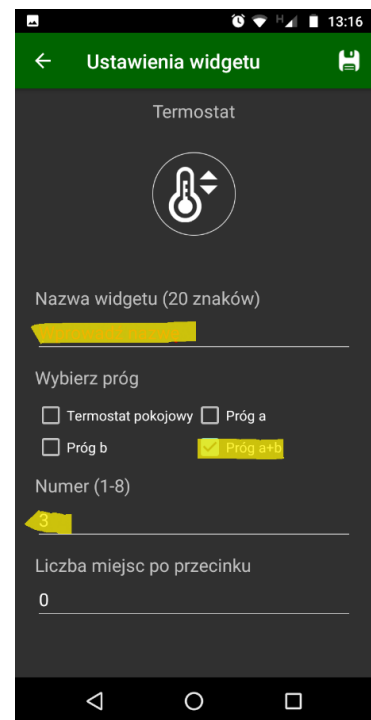 H 13:16
Ustawienia widgetu
Termostat
Nazwa widgetu (20 znaków)
Wybierz próg
Termostat pokojowy Próg a
Próg b Próg a+b
Numer (1-8)
3
Liczba miejsc po przecinku
0